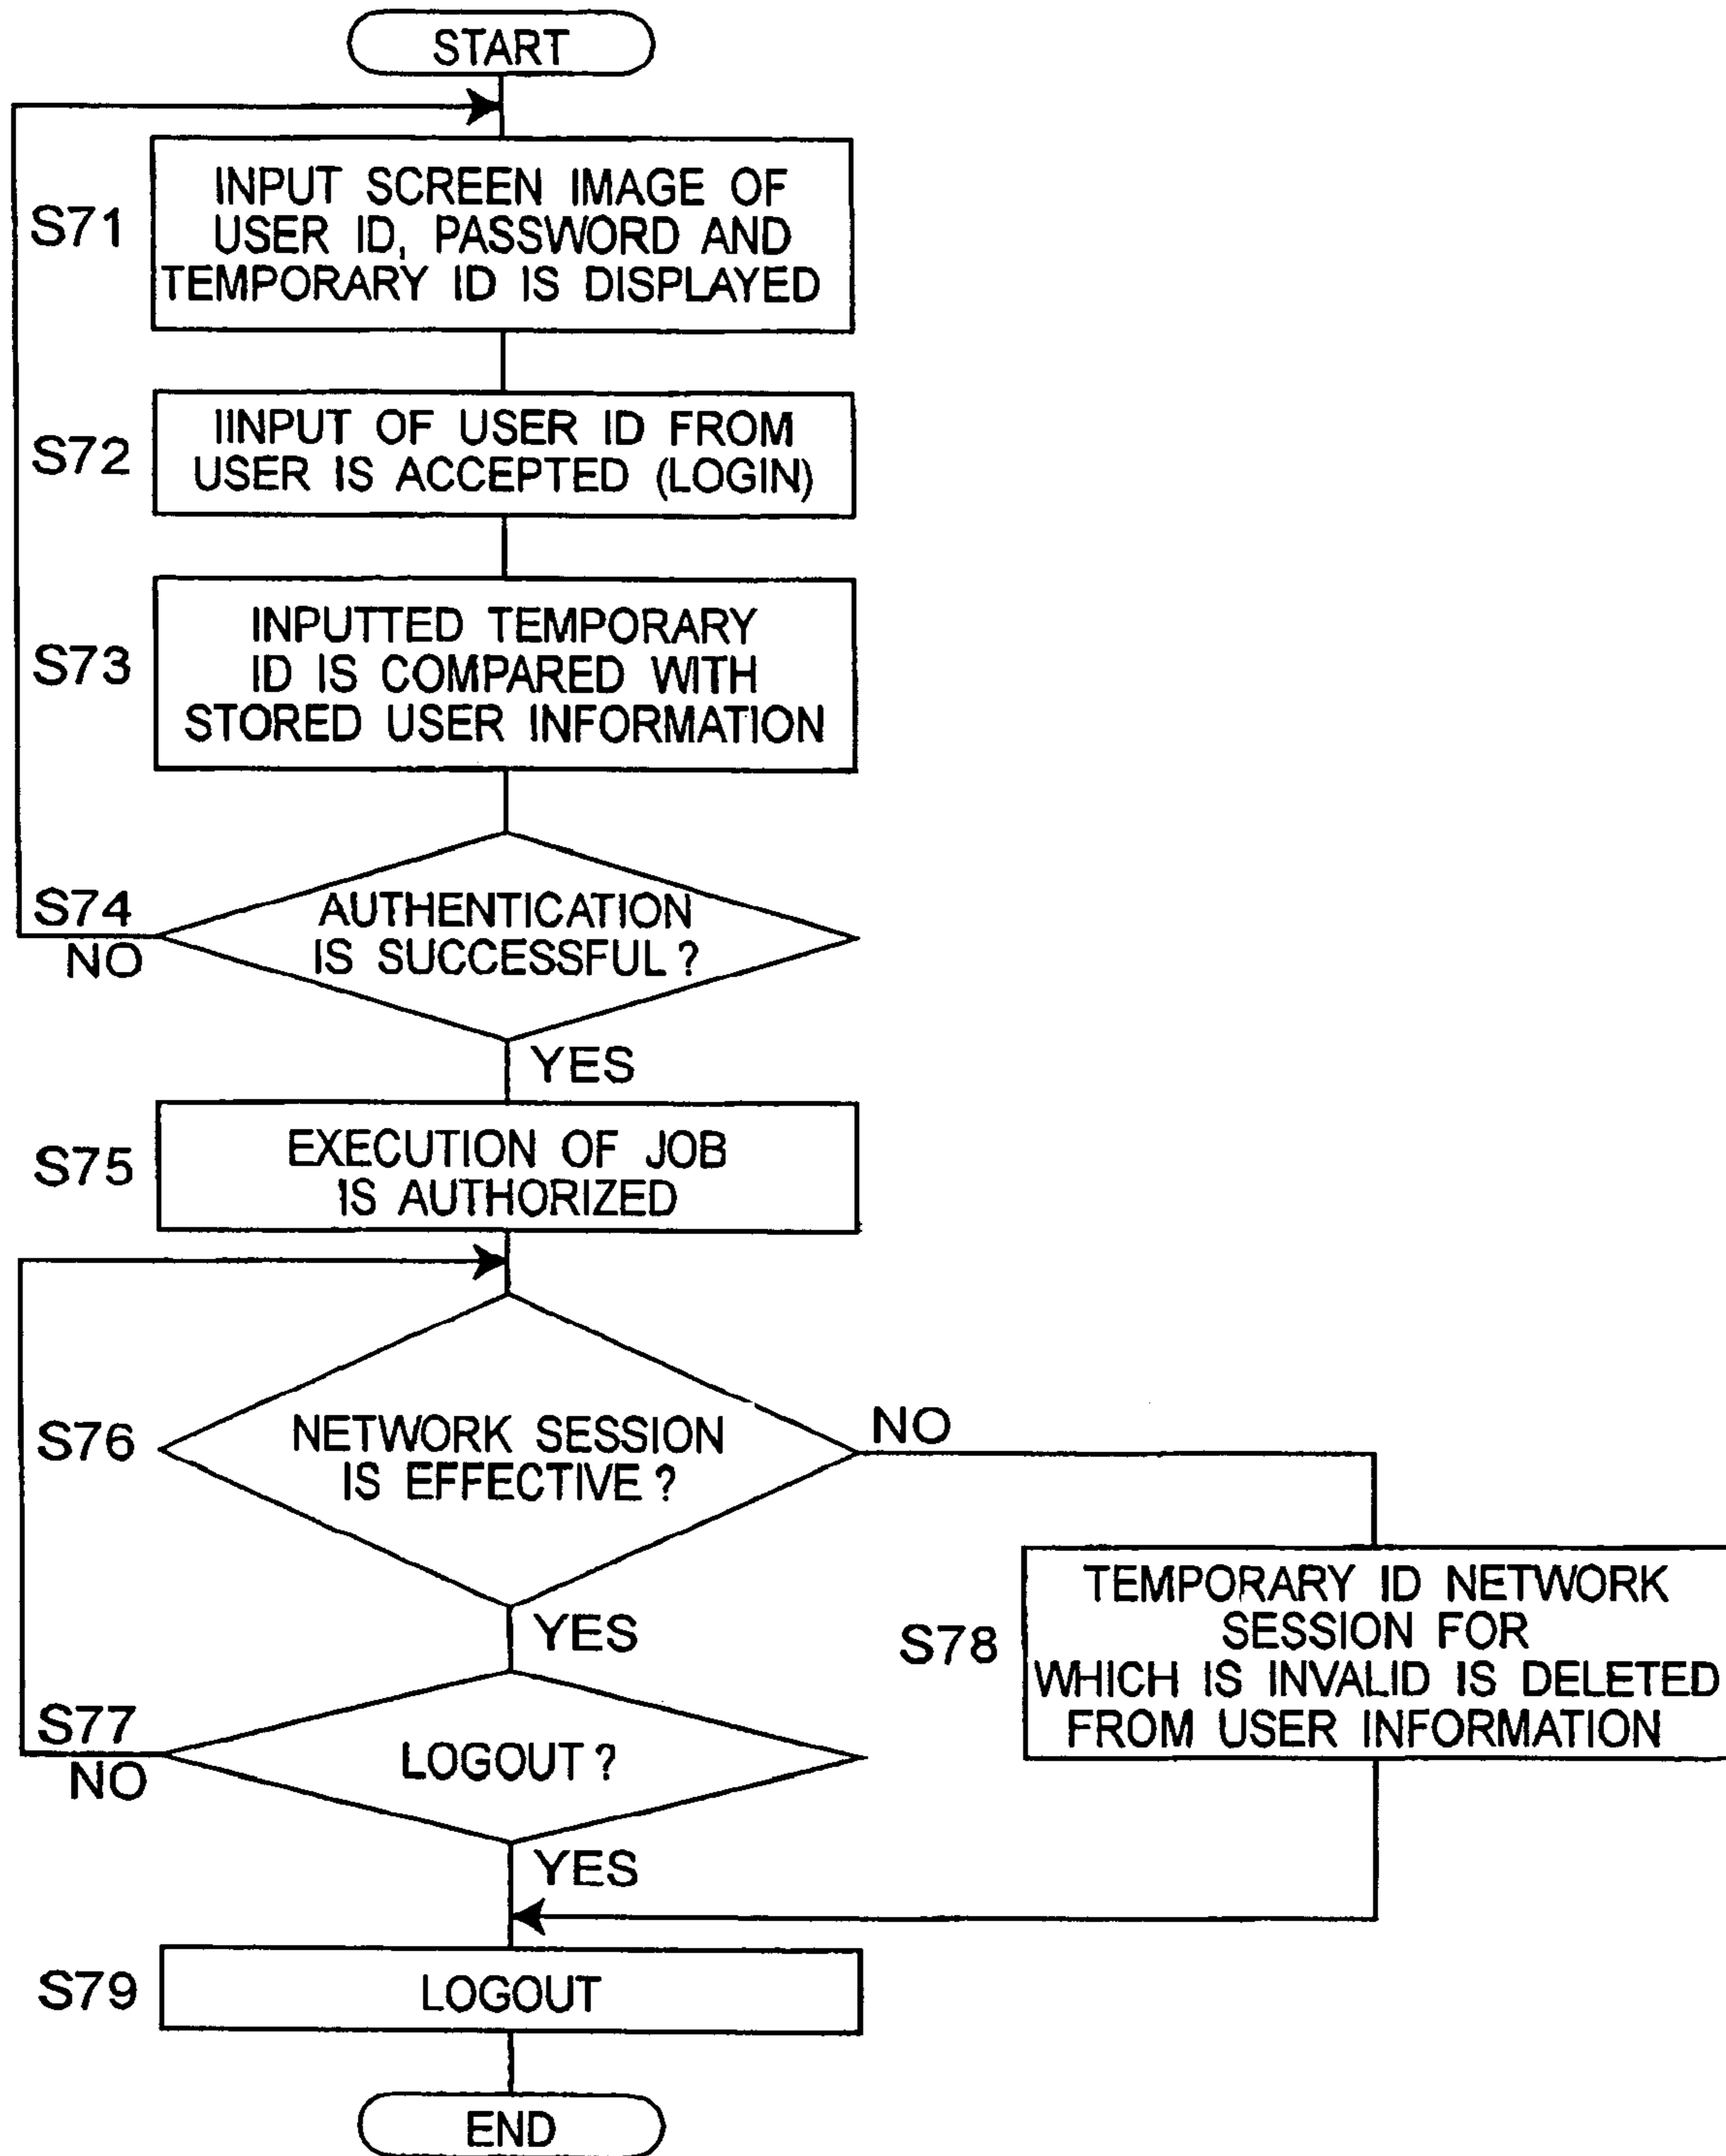 START
S71
INPUT SCREEN IMAGE OF
USER ID, PASSWORD AND
TEMPORARY ID IS DISPLAYED
S72
IINPUT OF USER ID FROM
USER IS ACCEPTED (LOGIN)
S73
INPUTTED TEMPORARY
ID IS COMPARED WITH
STORED USER INFORMATION
S74
NO
AUTHENTICATION
IS SUCCESSFUL ?
YES
S75
EXECUTION OF JOB
IS AUTHORIZED
S76
NETWORK SESSION
IS EFFECTIVE ?
NO
YES
S78
TEMPORARY ID NETWORK
SESSION FOR
WHICH IS INVALID IS DELETED
FROM USER INFORMATION
S77
NO
LOGOUT ?
YES
S79
LOGOUT
END